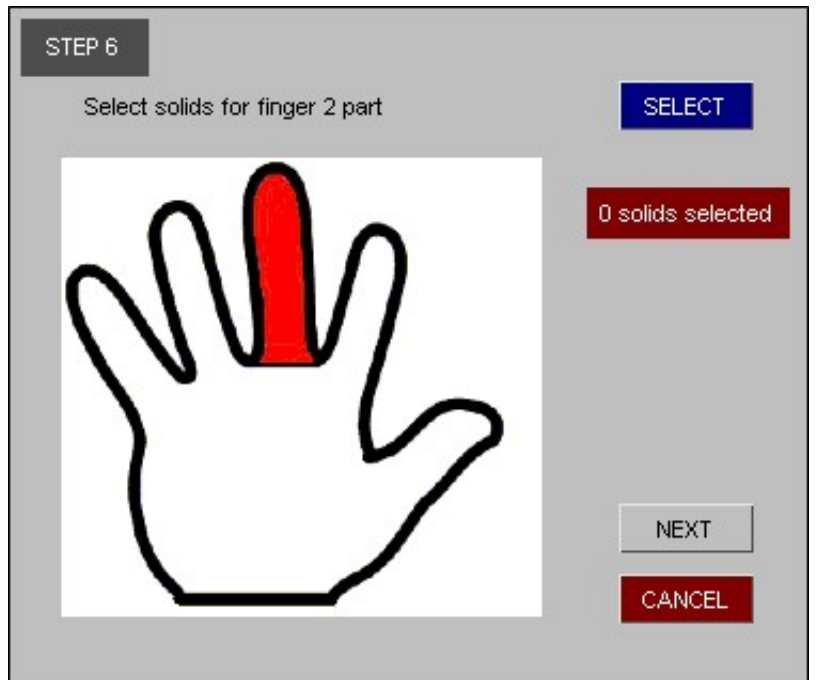 STEP 6
Select solids for finger 2 part
SELECT
0 solids selected
NEXT
CANCEL